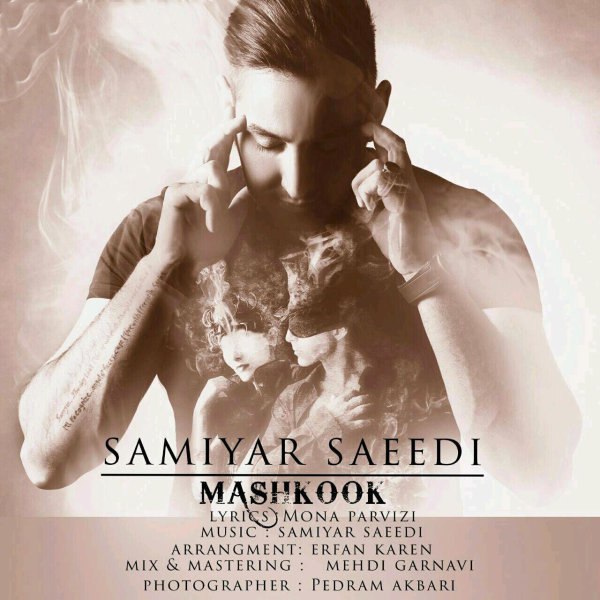 SAMIYAR SAEEDI
MASHKOOK
LYRICS: MONA PARVIZI
MUSIC : SAMIYAR SAEEDI
ARRANGMENT: ERFAN KAREN
MIX & MASTERING : MEHDI GARNAVI
PHOTOGRAPHER : PEDRAM AKBARI